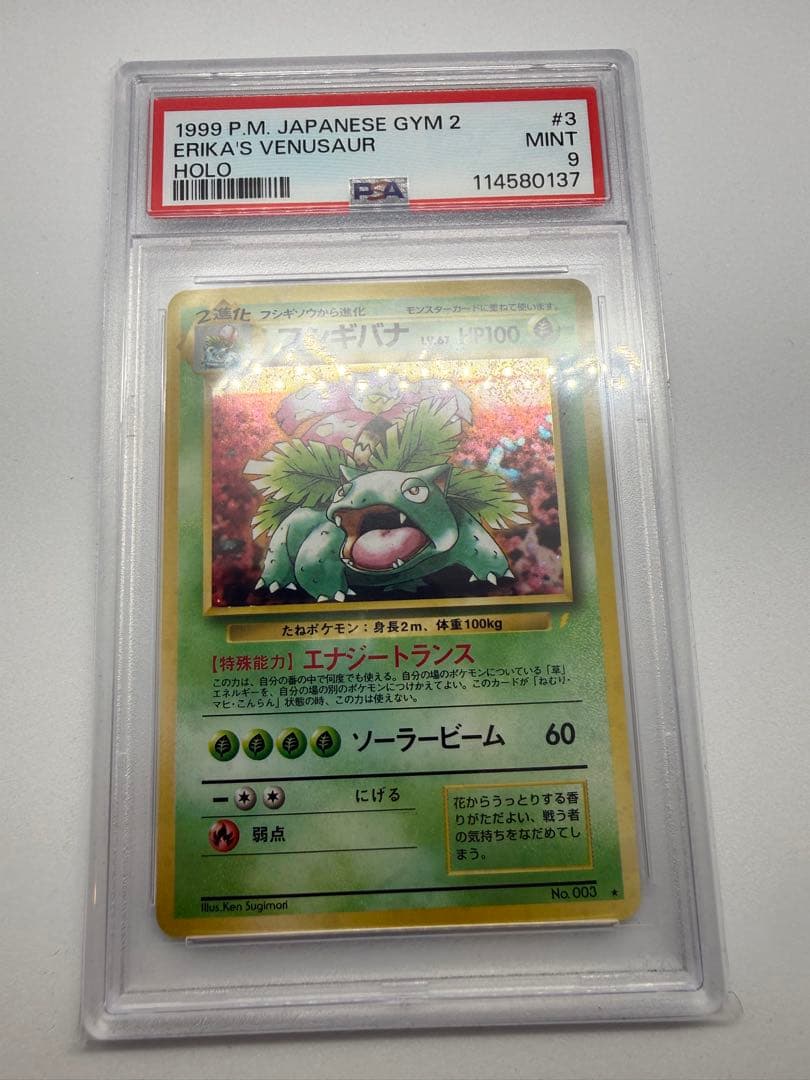 1999 P.M. JAPANESE GYM 2 #3
ERIKA'S VENUSAUR MINT
HOLO 9
PSA 114580137
2進化 フシギソウから進化 モンスターカードに重ねて使います。
フシギバナ LV.67 HP100
たねポケモン：身長2m、体重100kg
【特殊能力】エナジートランス
この力は、自分の番の中で何度でも使える。自分の場のポケモンについている「草」
エネルギーを、自分の場の別のポケモンにつけかえてよい。このカードが「ねむり・
マヒ・こんらん」状態の時、この力は使えない。
ソーラービーム 60
にげる
弱点
花からうっとりする香
りがただよい、戦う者
の気持ちをなだめてし
まう。
Illus.Ken Sugimori No.003